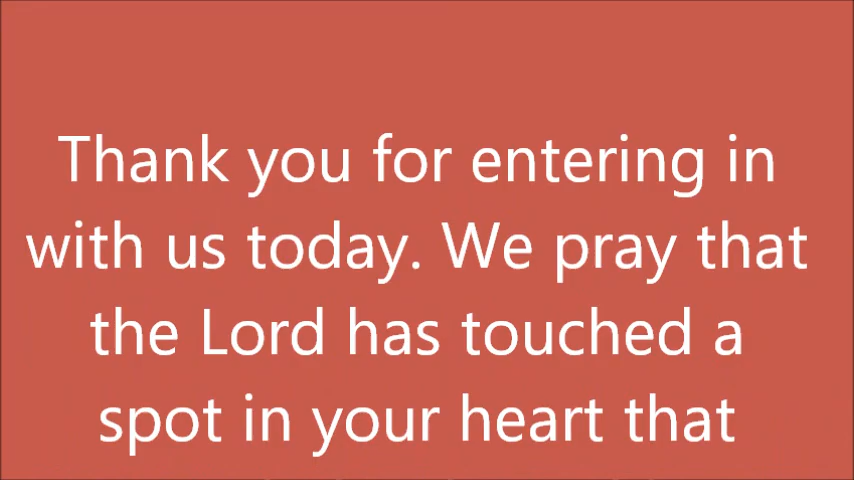 Thank you for entering in
with us today. We pray that
the Lord has touched a
spot in your heart that